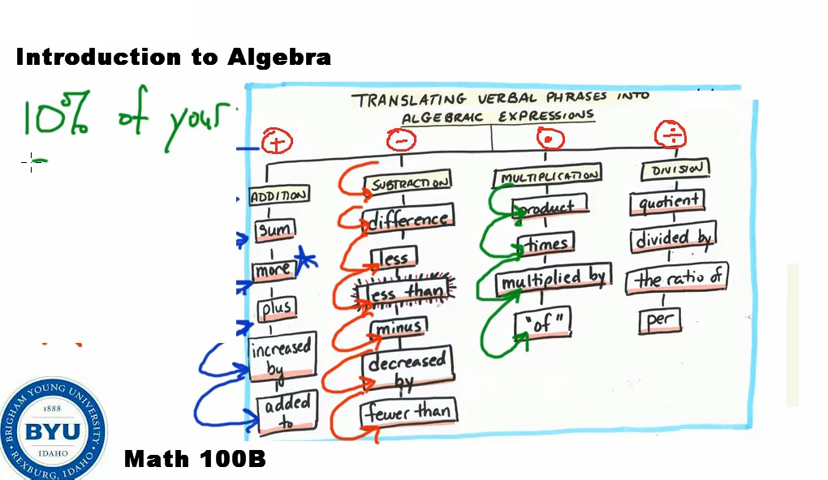 Introduction to Algebra
10% of your
TRANSLATING VERBAL PHRASES INTO
ALGEBRAIC EXPRESSIONS
+
-
•
÷
ADDITION
sum
more
plus
increased
by
added
to
SUBTRACTION
difference
less
less than
minus
decreased
by
fewer than
MULTIPLICATION
product
times
multiplied by
"of"
DIVISION
quotient
divided by
the ratio of
per
BRIGHAM YOUNG UNIVERSITY
1888
BYU
IDAHO
REXBURG, IDAHO
Math 100B